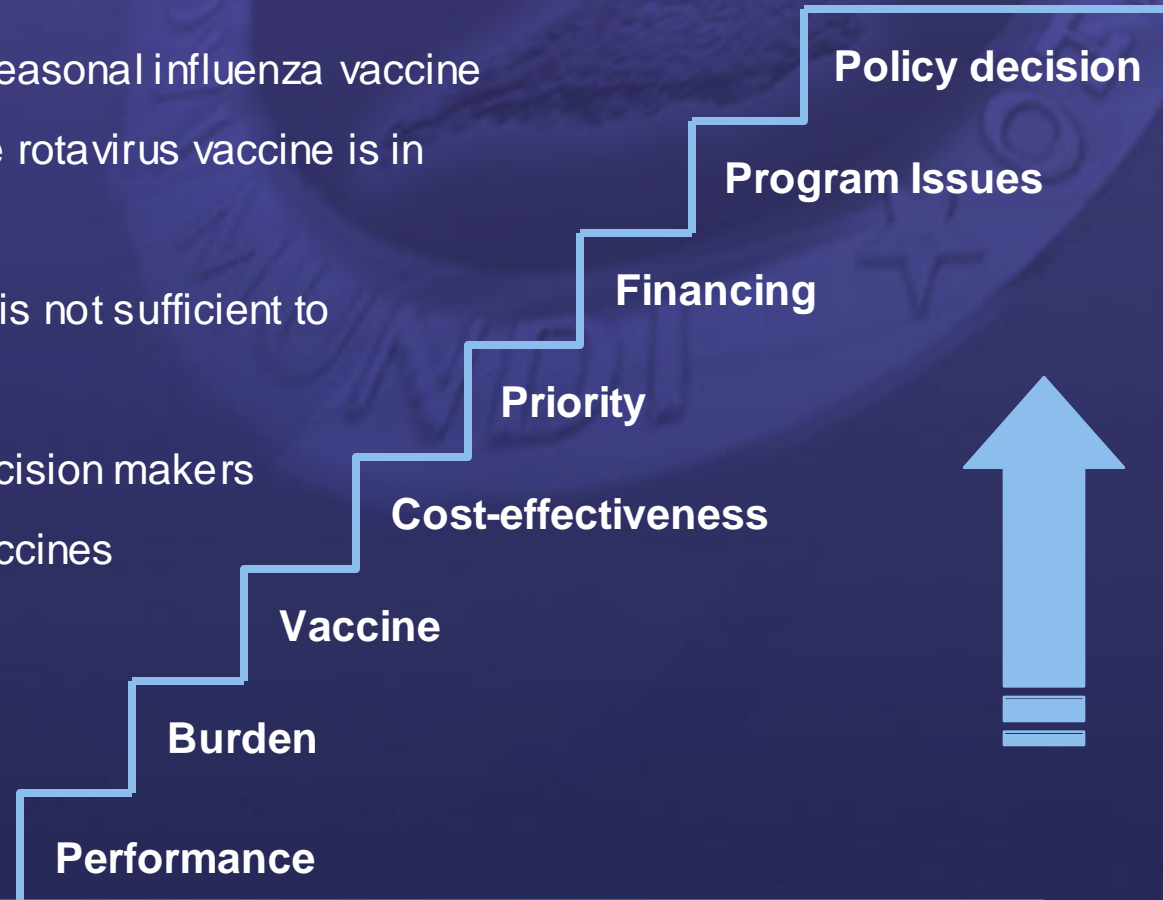 easonal influenza vaccine
Policy decision
e rotavirus vaccine is in
Program Issues
Financing
is not sufficient to
Priority
cision makers
Cost-effectiveness
ccines
Vaccine
Burden
Performance
UNDI